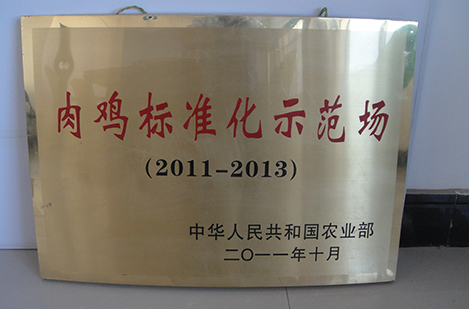 肉鸡标准化示范场
(2011-2013)
中华人民共和国农业部
二〇一一年十月